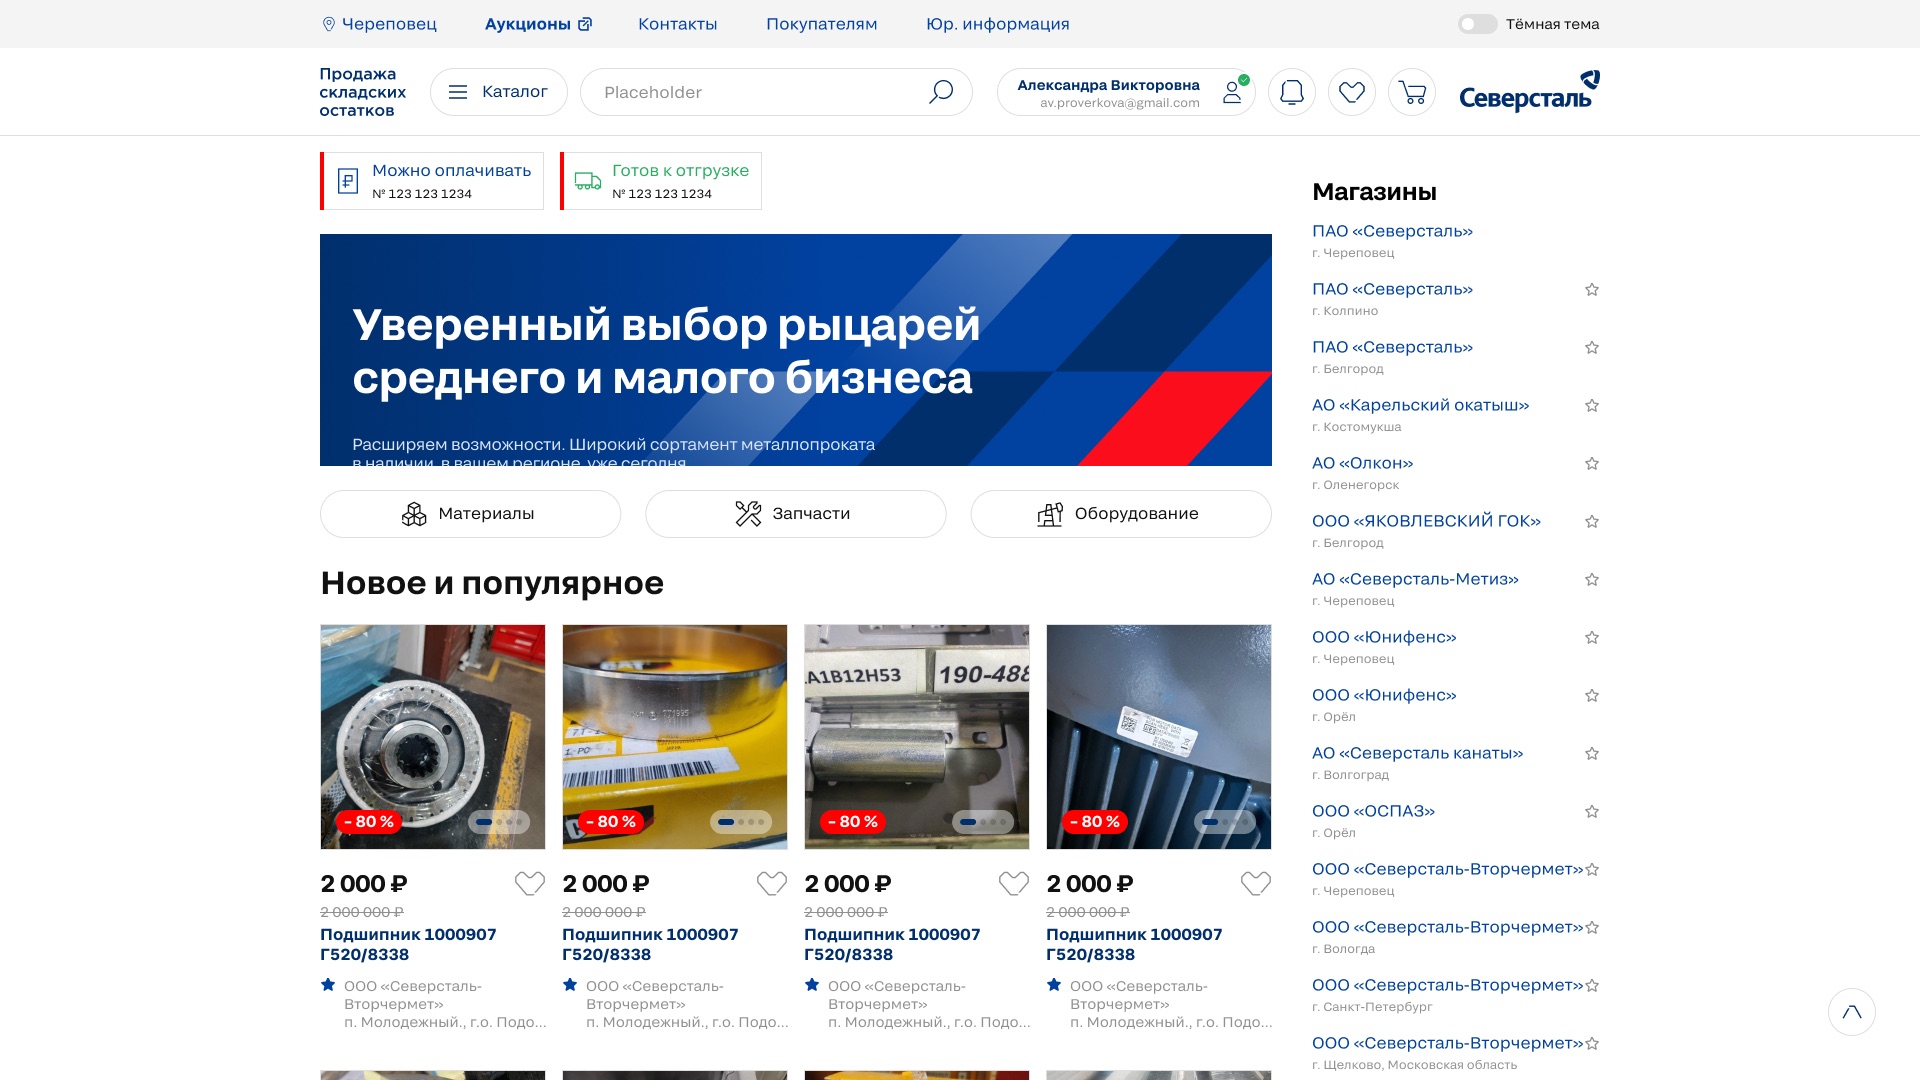 Череповец
Аукционы
Контакты
Покупателям
Юр. информация
Тёмная тема
Продажа
складских
остатков
Каталог
Placeholder
Александра Викторовна
av.proverkova@gmail.com
Северсталь
Можно оплачивать
№ 123 123 1234
Готов к отгрузке
№ 123 123 1234
Уверенный выбор рыцарей
среднего и малого бизнеса
Расширяем возможности. Широкий сортамент металлопроката
в наличии, в вашем регионе, уже сегодня
Материалы
Запчасти
Оборудование
Новое и популярное
771995
1A1B12H53
190-488
- 80 %
- 80 %
- 80 %
- 80 %
2 000 ₽
2 000 000 ₽
Подшипник 1000907
Г520/8338
ООО «Северсталь-
Вторчермет»
п. Молодежный., г.о. Подо...
2 000 ₽
2 000 000 ₽
Подшипник 1000907
Г520/8338
ООО «Северсталь-
Вторчермет»
п. Молодежный., г.о. Подо...
2 000 ₽
2 000 000 ₽
Подшипник 1000907
Г520/8338
ООО «Северсталь-
Вторчермет»
п. Молодежный., г.о. Подо...
2 000 ₽
2 000 000 ₽
Подшипник 1000907
Г520/8338
ООО «Северсталь-
Вторчермет»
п. Молодежный., г.о. Подо...
Магазины
ПАО «Северсталь»
г. Череповец
ПАО «Северсталь»
г. Колпино
ПАО «Северсталь»
г. Белгород
АО «Карельский окатыш»
г. Костомукша
АО «Олкон»
г. Оленегорск
ООО «ЯКОВЛЕВСКИЙ ГОК»
г. Белгород
АО «Северсталь-Метиз»
г. Череповец
ООО «Юнифенс»
г. Череповец
ООО «Юнифенс»
г. Орёл
АО «Северсталь канаты»
г. Волгоград
ООО «ОСПАЗ»
г. Орёл
ООО «Северсталь-Вторчермет»
г. Череповец
ООО «Северсталь-Вторчермет»
г. Вологда
ООО «Северсталь-Вторчермет»
г. Санкт-Петербург
ООО «Северсталь-Вторчермет»
г. Щелково, Московская область